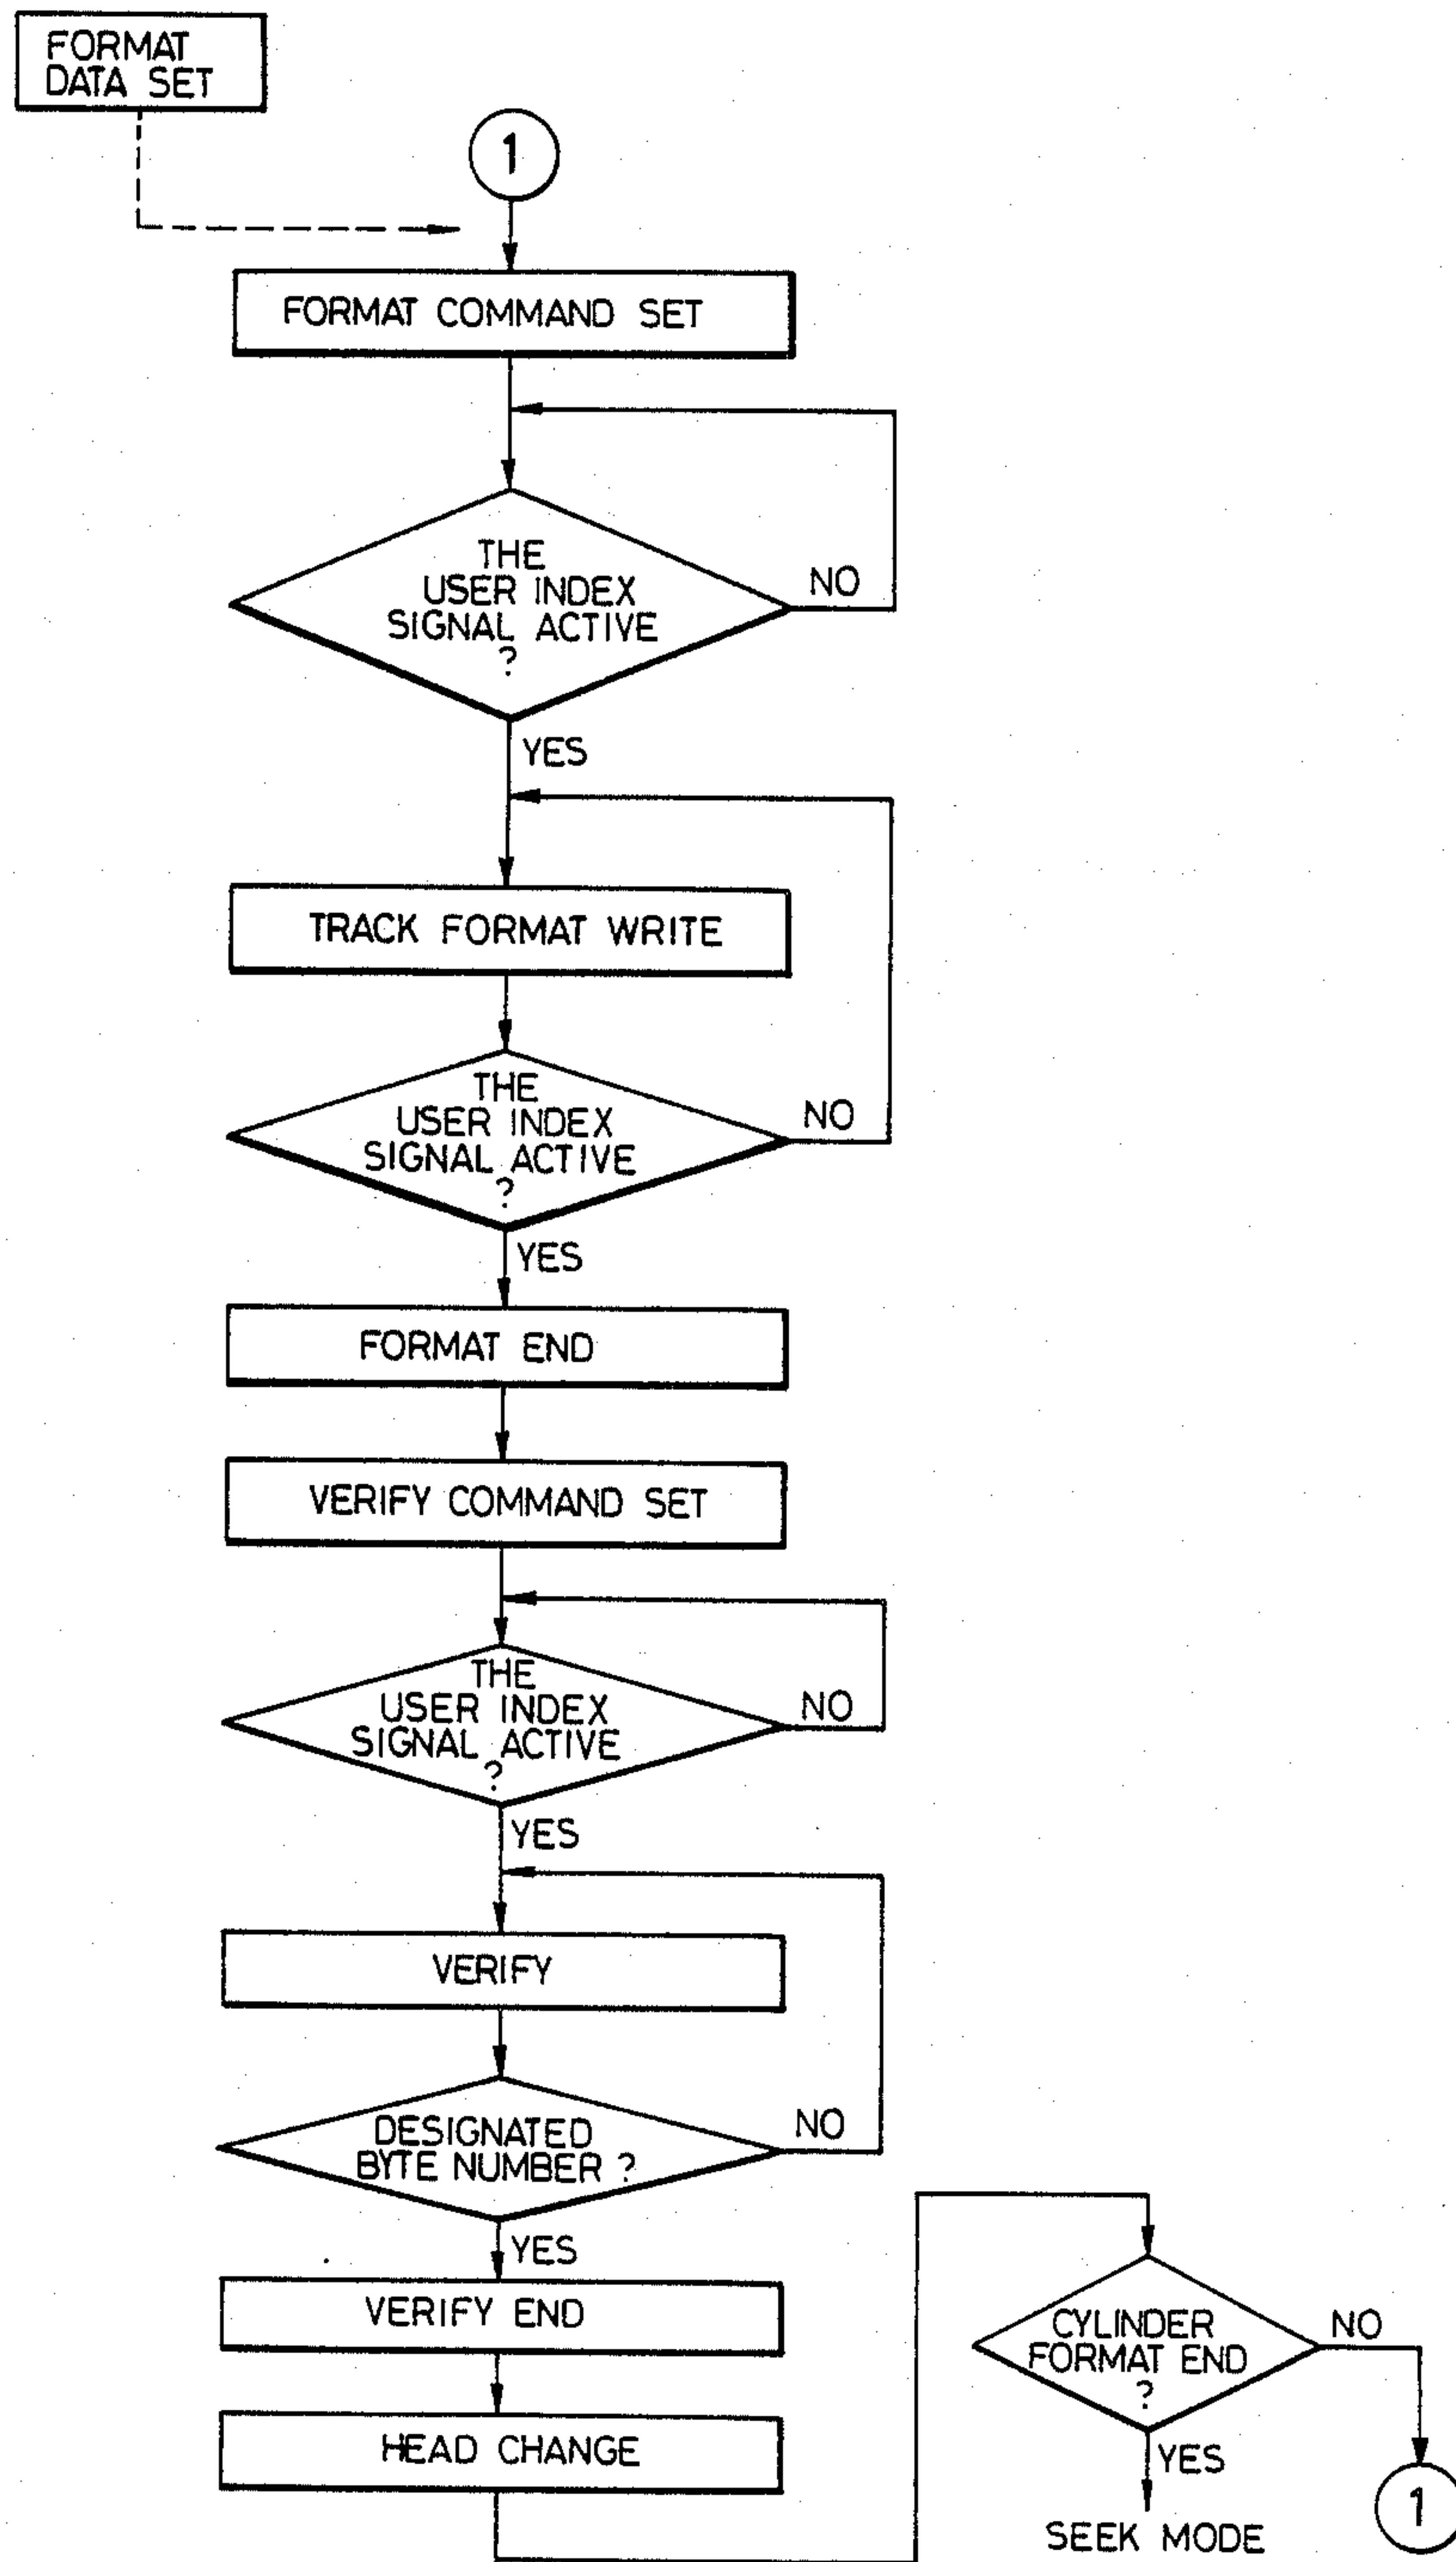 FORMAT
DATA SET
1
FORMAT COMMAND SET
THE
USER INDEX
SIGNAL ACTIVE
?
NO
YES
TRACK FORMAT WRITE
THE
USER INDEX
SIGNAL ACTIVE
?
NO
YES
FORMAT END
VERIFY COMMAND SET
THE
USER INDEX
SIGNAL ACTIVE
?
NO
YES
VERIFY
DESIGNATED
BYTE NUMBER ?
NO
YES
VERIFY END
HEAD CHANGE
CYLINDER
FORMAT END
?
NO
YES
SEEK MODE
1